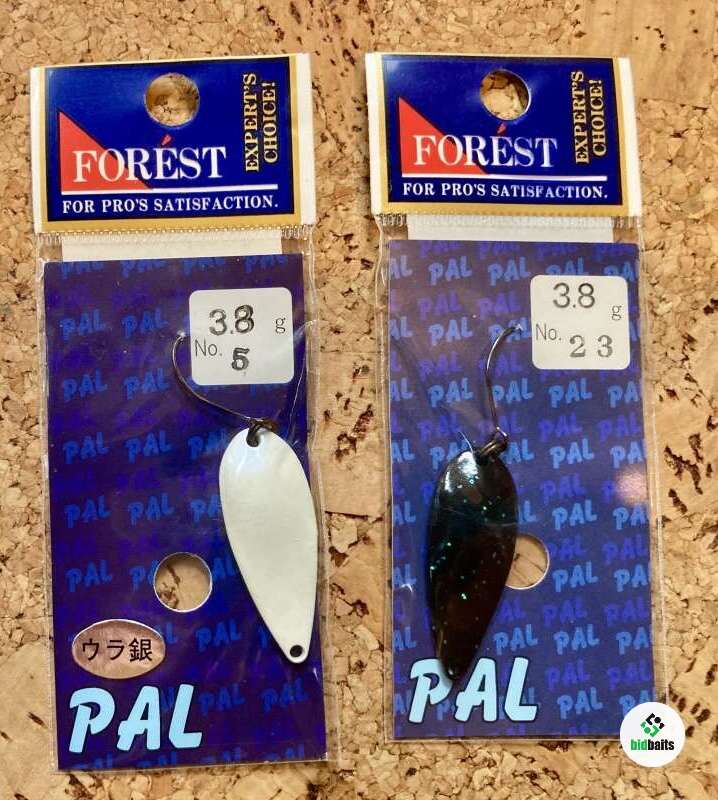 FORÉST
EXPERT'S CHOICE!
FOR PRO'S SATISFACTION.
3.8 g
No. 5
ウラ銀
PAL
FORÉST
EXPERT'S CHOICE!
FOR PRO'S SATISFACTION.
3.8 g
No. 23
PAL
bidbaits